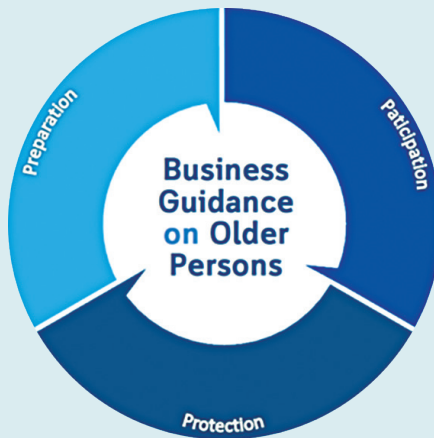 Preparation
Paticipation
Business
Guidance
on Older
Persons
Protection